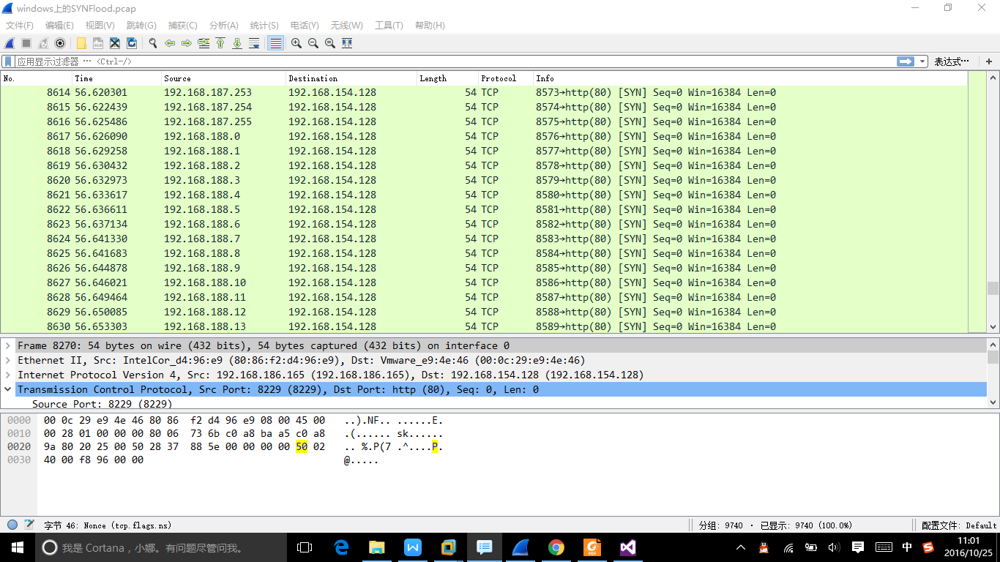 windows上的SYNFlood.pcap
文件(F) 编辑(E) 视图(V) 跳转(G) 捕获(C) 分析(A) 统计(S) 电话(Y) 无线(W) 工具(T) 帮助(H)
应用显示过滤器 … <Ctrl-/> 表达式… +
No. Time Source Destination Length Protocol Info
8614 56.620301 192.168.187.253 192.168.154.128 54 TCP 8573→http(80) [SYN] Seq=0 Win=16384 Len=0
8615 56.622439 192.168.187.254 192.168.154.128 54 TCP 8574→http(80) [SYN] Seq=0 Win=16384 Len=0
8616 56.625486 192.168.187.255 192.168.154.128 54 TCP 8575→http(80) [SYN] Seq=0 Win=16384 Len=0
8617 56.626090 192.168.188.0 192.168.154.128 54 TCP 8576→http(80) [SYN] Seq=0 Win=16384 Len=0
8618 56.629258 192.168.188.1 192.168.154.128 54 TCP 8577→http(80) [SYN] Seq=0 Win=16384 Len=0
8619 56.630432 192.168.188.2 192.168.154.128 54 TCP 8578→http(80) [SYN] Seq=0 Win=16384 Len=0
8620 56.632973 192.168.188.3 192.168.154.128 54 TCP 8579→http(80) [SYN] Seq=0 Win=16384 Len=0
8621 56.633617 192.168.188.4 192.168.154.128 54 TCP 8580→http(80) [SYN] Seq=0 Win=16384 Len=0
8622 56.636611 192.168.188.5 192.168.154.128 54 TCP 8581→http(80) [SYN] Seq=0 Win=16384 Len=0
8623 56.637134 192.168.188.6 192.168.154.128 54 TCP 8582→http(80) [SYN] Seq=0 Win=16384 Len=0
8624 56.641330 192.168.188.7 192.168.154.128 54 TCP 8583→http(80) [SYN] Seq=0 Win=16384 Len=0
8625 56.641683 192.168.188.8 192.168.154.128 54 TCP 8584→http(80) [SYN] Seq=0 Win=16384 Len=0
8626 56.644878 192.168.188.9 192.168.154.128 54 TCP 8585→http(80) [SYN] Seq=0 Win=16384 Len=0
8627 56.646021 192.168.188.10 192.168.154.128 54 TCP 8586→http(80) [SYN] Seq=0 Win=16384 Len=0
8628 56.649464 192.168.188.11 192.168.154.128 54 TCP 8587→http(80) [SYN] Seq=0 Win=16384 Len=0
8629 56.650085 192.168.188.12 192.168.154.128 54 TCP 8588→http(80) [SYN] Seq=0 Win=16384 Len=0
8630 56.653303 192.168.188.13 192.168.154.128 54 TCP 8589→http(80) [SYN] Seq=0 Win=16384 Len=0
Frame 8270: 54 bytes on wire (432 bits), 54 bytes captured (432 bits) on interface 0
Ethernet II, Src: IntelCor_d4:96:e9 (80:86:f2:d4:96:e9), Dst: Vmware_e9:4e:46 (00:0c:29:e9:4e:46)
Internet Protocol Version 4, Src: 192.168.186.165 (192.168.186.165), Dst: 192.168.154.128 (192.168.154.128)
Transmission Control Protocol, Src Port: 8229 (8229), Dst Port: http (80), Seq: 0, Len: 0
Source Port: 8229 (8229)
0000 00 0c 29 e9 4e 46 80 86 f2 d4 96 e9 08 00 45 00 ..).NF.. ......E.
0010 00 28 01 00 00 00 80 06 73 6b c0 a8 ba a5 c0 a8 .(...... sk......
0020 9a 80 20 25 00 50 28 37 88 5e 00 00 00 00 50 02 .. %.P(7 .^....P.
0030 40 00 f8 96 00 00 @.....
字节 46: Nonce (tcp.flags.ns) 分组: 9740 · 已显示: 9740 (100.0%) 配置文件: Default
我是 Cortana，小娜。有问题尽管问我。 中 11:01
2016/10/25